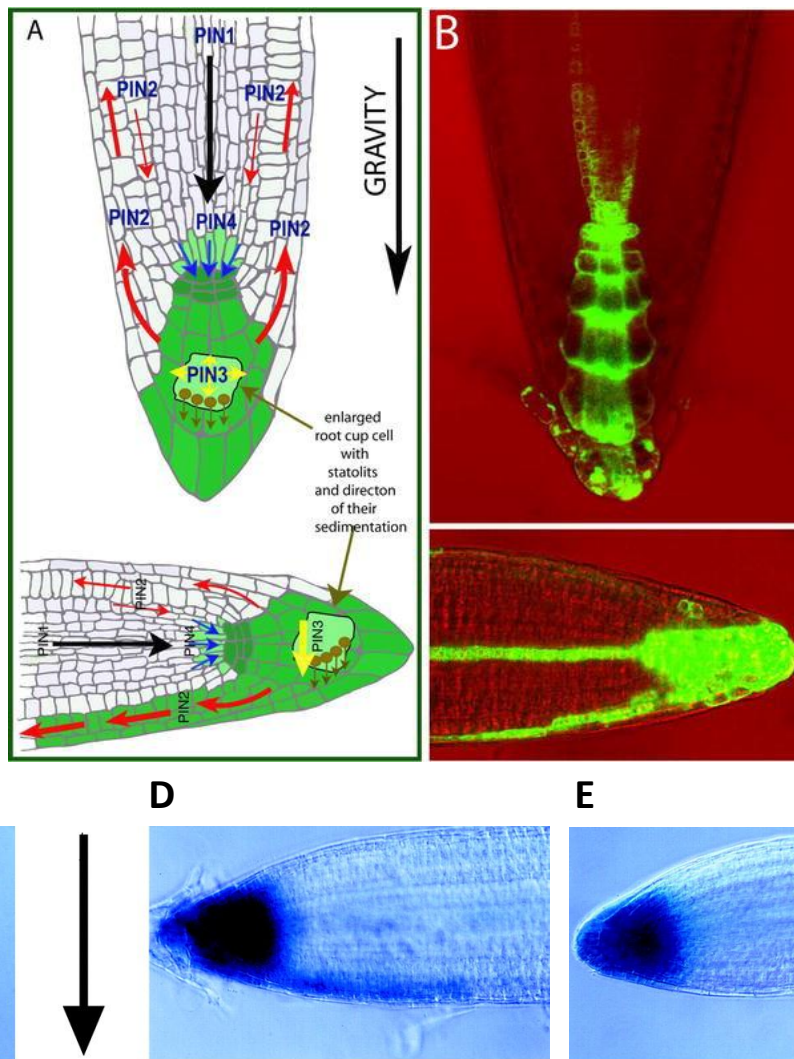 A
PIN1
PIN2
PIN2
PIN2
PIN4
PIN2
PIN3
GRAVITY
enlarged
root cup cell
with
statolits
and directon
of their
sedimentation
PIN2
PIN1
PIN4
PIN3
PIN2
B
D
E